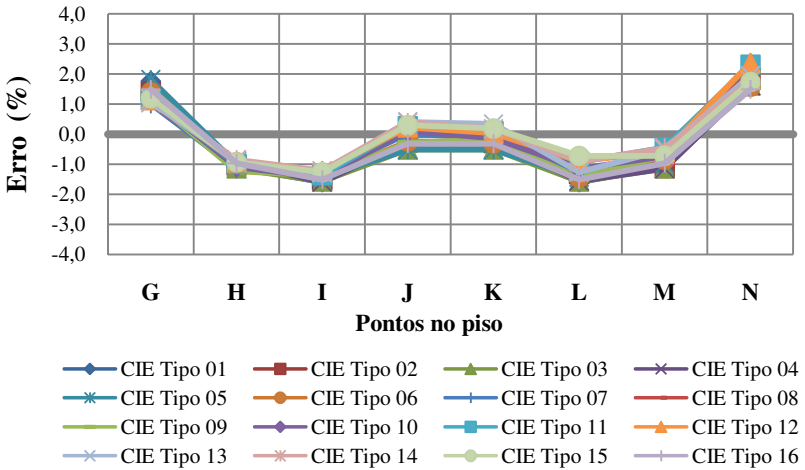 4,0
3,0
2,0
1,0
0,0
-1,0
-2,0
-3,0
-4,0
Erro (%)
G H I J K L M N
Pontos no piso
CIE Tipo 01 CIE Tipo 02 CIE Tipo 03 CIE Tipo 04
CIE Tipo 05 CIE Tipo 06 CIE Tipo 07 CIE Tipo 08
CIE Tipo 09 CIE Tipo 10 CIE Tipo 11 CIE Tipo 12
CIE Tipo 13 CIE Tipo 14 CIE Tipo 15 CIE Tipo 16